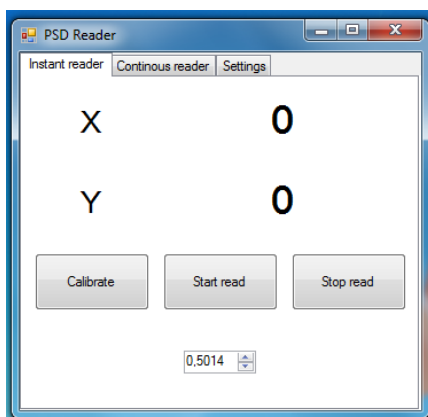 PSD Reader
Instant reader Continous reader Settings
X 0
Y 0
Calibrate Start read Stop read
0,5014